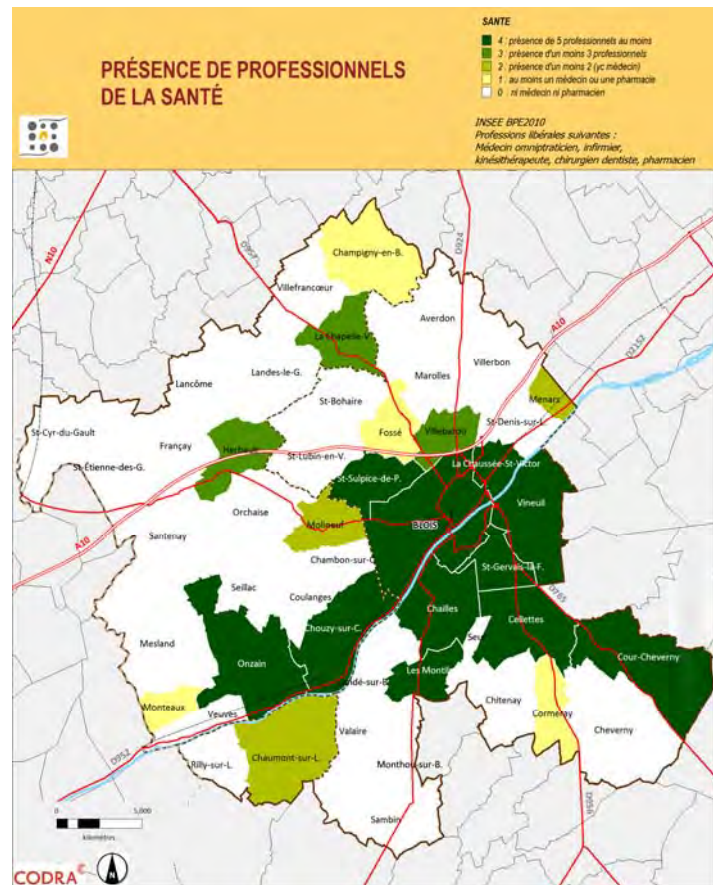 PRÉSENCE DE PROFESSIONNELS
DE LA SANTÉ
SANTE
4 : présence de 5 professionnels au moins
3 : présence d'un moins 3 professionnels
2 : présence d'un moins 2 (yc médecin)
1 : au moins un médecin ou une pharmacie
0 : ni médecin ni pharmacien
INSEE BPE2010
Professions libérales suivantes :
Médecin omnipraticien, infirmier,
kinésithérapeute, chirurgien dentiste, pharmacien
N10
D957
D924
A10
D2152
Champigny-en-B.
Villefrancœur
Averdon
La Chapelle-V
Villerbon
Marolles
Landes-le-G.
Lancôme
St-Bohaire
Menars
St-Denis-sur-L.
St-Cyr-du-Gault
Fossé
Villebarou
Françay
Herbault
St-Lubin-en-V.
La Chaussée-St-Victor
St-Étienne-des-G.
St-Sulpice-de-P.
Vineuil
Orchaise
Molineuf
BLOIS
A10
Santenay
Chambon-sur-C.
St-Gervais-la-F.
D765
Seillac
Coulanges
Chailles
Chouzy-sur-C.
Cellettes
Mesland
Seu
Onzain
Les Montil
Cour-Cheverny
ndé-sur-B
Monteaux
Veuves
Chitenay
Cormeray
Valaire
Cheverny
D952
Chaumont-sur-L.
Rilly-sur-L.
Monthou-sur-B.
Sambin
D956
0
5,000
kilomètres
CODRA
N